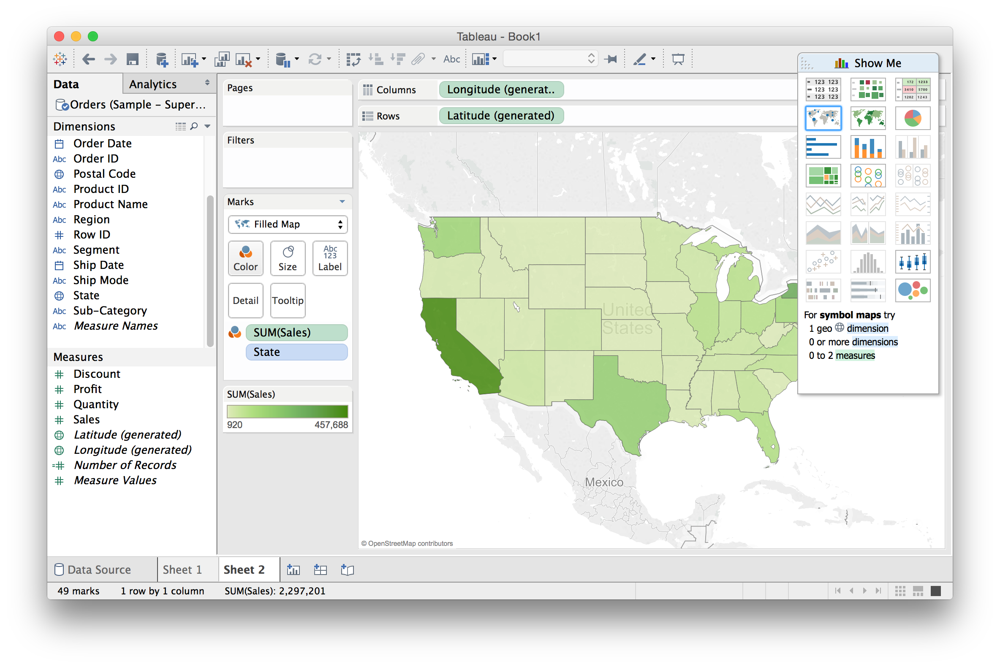 Tableau - Book1
Abc
Show Me
Data
Analytics
Orders (Sample - Super...
Dimensions
Order Date
Abc Order ID
Postal Code
Abc Product ID
Abc Product Name
Abc Region
Row ID
Abc Segment
Ship Date
Abc Ship Mode
State
Abc Sub-Category
Abc Measure Names
Measures
Discount
Profit
Quantity
Sales
Latitude (generated)
Longitude (generated)
Number of Records
Measure Values
Pages
Filters
Marks
Filled Map
Color
Size
Abc
123
Label
Detail
Tooltip
SUM(Sales)
State
SUM(Sales)
920
457,688
Columns
Longitude (generat..
Rows
Latitude (generated)
United
States
Mexico
© OpenStreetMap contributors
123 123
123 123
123 123
172 1233
3410 5700
1202 1243
For symbol maps try
1 geo dimension
0 or more dimensions
0 to 2 measures
Data Source
Sheet 1
Sheet 2
49 marks
1 row by 1 column
SUM(Sales): 2,297,201